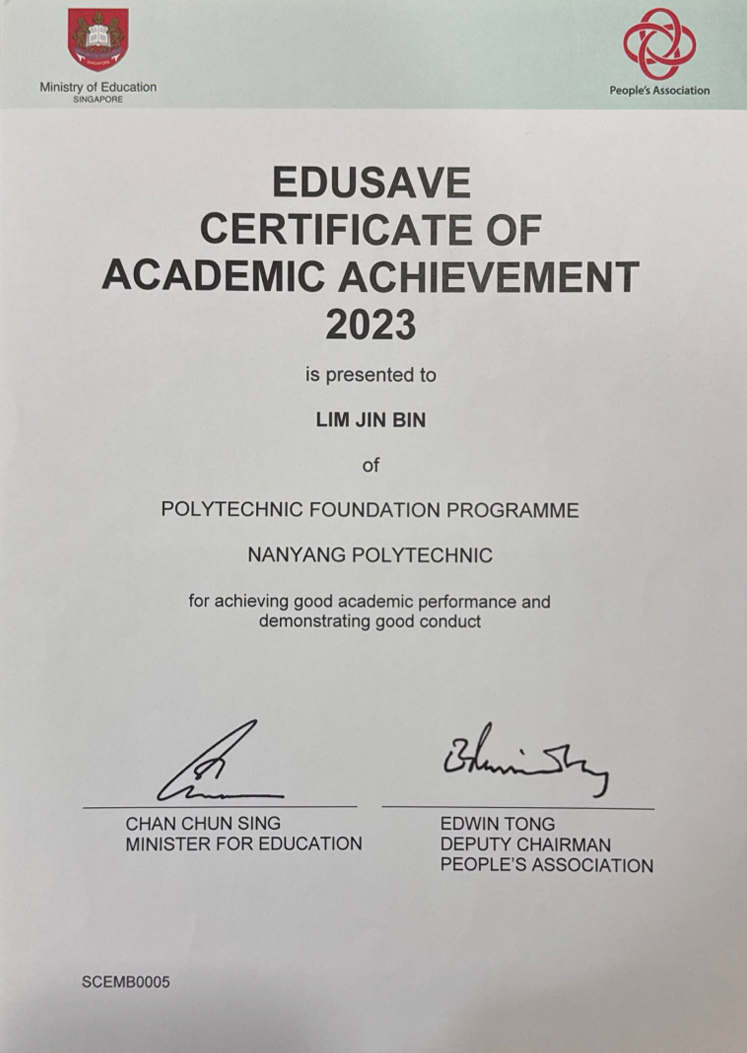 Ministry of Education
SINGAPORE
People's Association
EDUSAVE
CERTIFICATE OF
ACADEMIC ACHIEVEMENT
2023
is presented to
LIM JIN BIN
of
POLYTECHNIC FOUNDATION PROGRAMME
NANYANG POLYTECHNIC
for achieving good academic performance and
demonstrating good conduct
CHAN CHUN SING
MINISTER FOR EDUCATION
EDWIN TONG
DEPUTY CHAIRMAN
PEOPLE'S ASSOCIATION
SCEMB0005